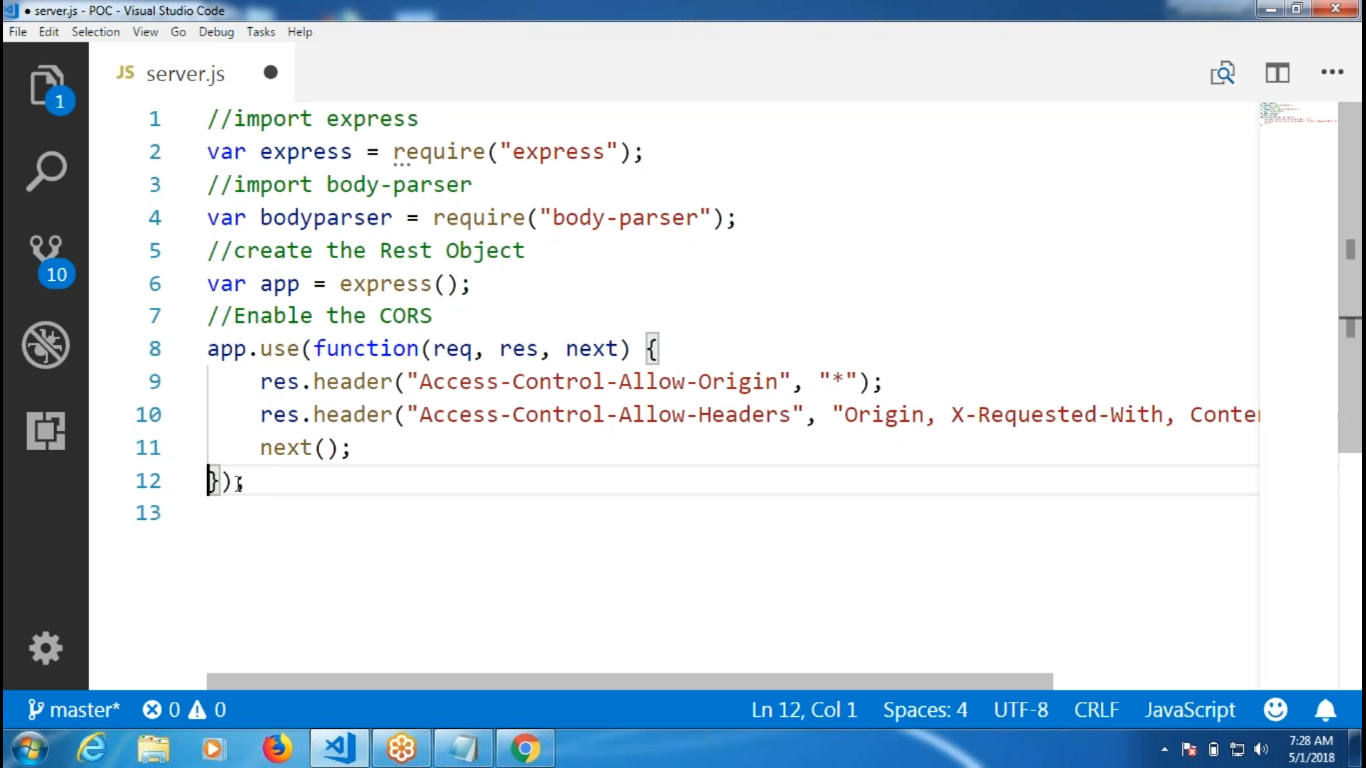 ● server.js - POC - Visual Studio Code
File Edit Selection View Go Debug Tasks Help
JS server.js ●
1 //import express
2 var express = require("express");
3 //import body-parser
4 var bodyparser = require("body-parser");
5 //create the Rest Object
6 var app = express();
7 //Enable the CORS
8 app.use(function(req, res, next) {
9 res.header("Access-Control-Allow-Origin", "*");
10 res.header("Access-Control-Allow-Headers", "Origin, X-Requested-With, Conte
11 next();
12 });
13
1
10
master* 0 0 Ln 12, Col 1 Spaces: 4 UTF-8 CRLF JavaScript
7:28 AM
5/1/2018